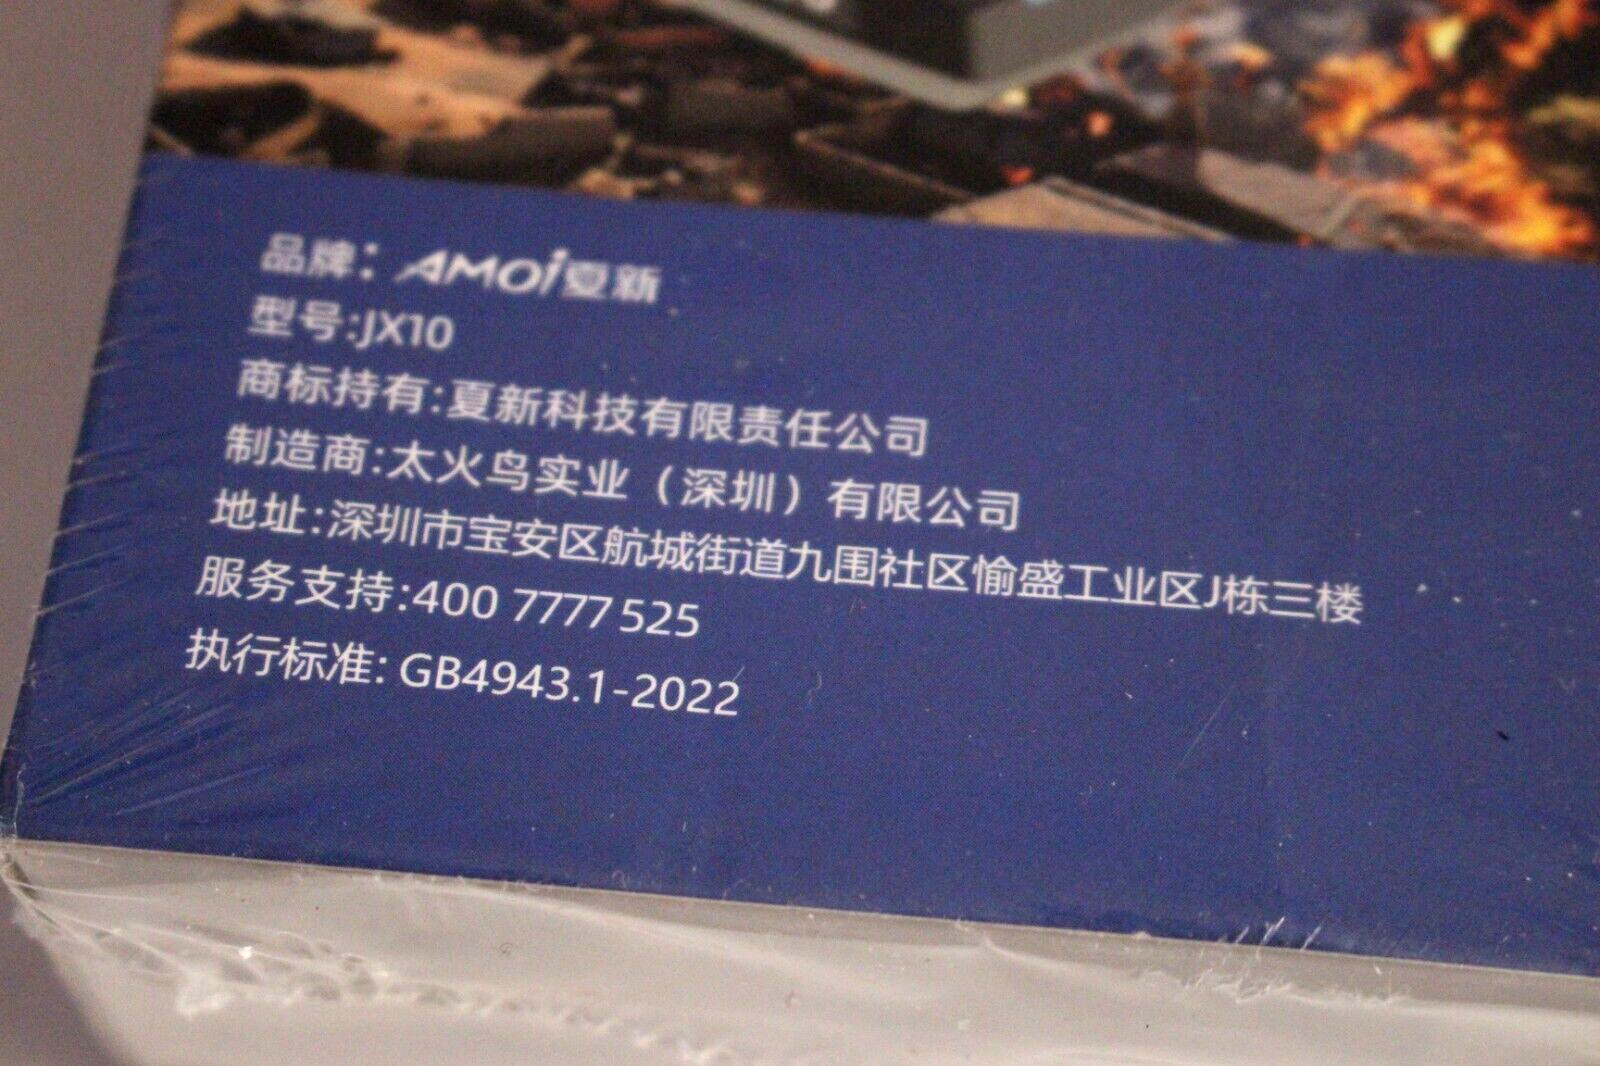 品牌：AMOi夏新
型号:JX10
商标持有:夏新科技有限责任公司
制造商:太火鸟实业（深圳）有限公司
地址:深圳市宝安区航城街道九围社区愉盛工业区J栋三楼
服务支持:400 7777 525
执行标准: GB4943.1-2022